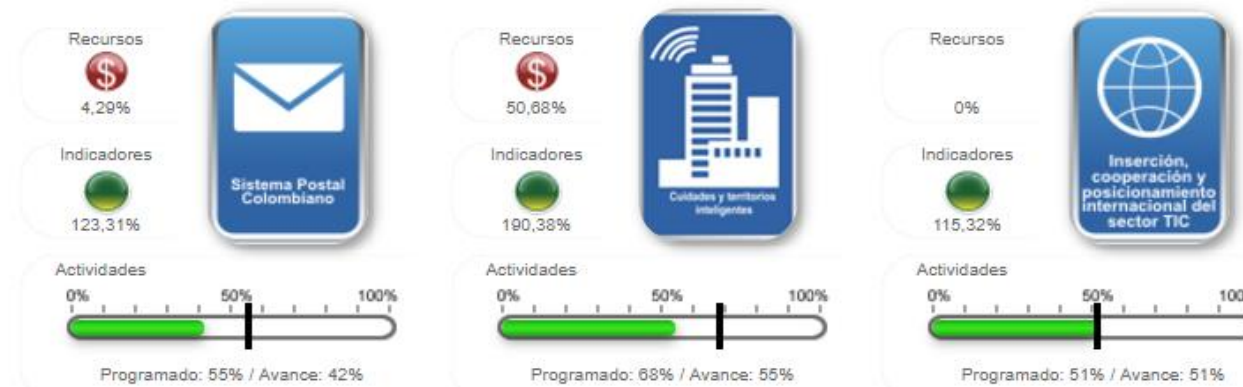 Recursos
$
4,29%
Indicadores
123,31%
Sistema Postal
Colombiano
Actividades
0% 50% 100%
Programado: 55% / Avance: 42%
Recursos
$
50,68%
Indicadores
190,38%
Cuidades y territorios
inteligentes
Actividades
0% 50% 100%
Programado: 68% / Avance: 55%
Recursos
0%
Indicadores
115,32%
Inserción,
cooperación y
posicionamiento
internacional del
sector TIC
Actividades
0% 50% 100
Programado: 51% / Avance: 51%